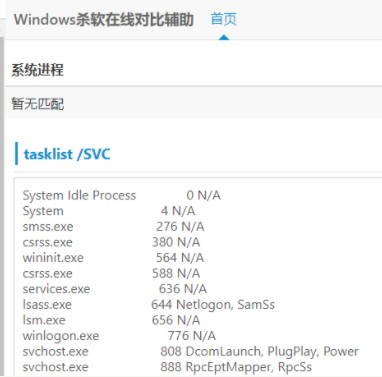 Windows杀软在线对比辅助 首页
系统进程
暂无匹配
tasklist /SVC
System Idle Process 0 N/A
System 4 N/A
smss.exe 276 N/A
csrss.exe 380 N/A
wininit.exe 564 N/A
csrss.exe 588 N/A
services.exe 636 N/A
lsass.exe 644 Netlogon, SamSs
lsm.exe 656 N/A
winlogon.exe 776 N/A
svchost.exe 808 DcomLaunch, PlugPlay, Power
svchost.exe 888 RpcEptMapper, RpcSs